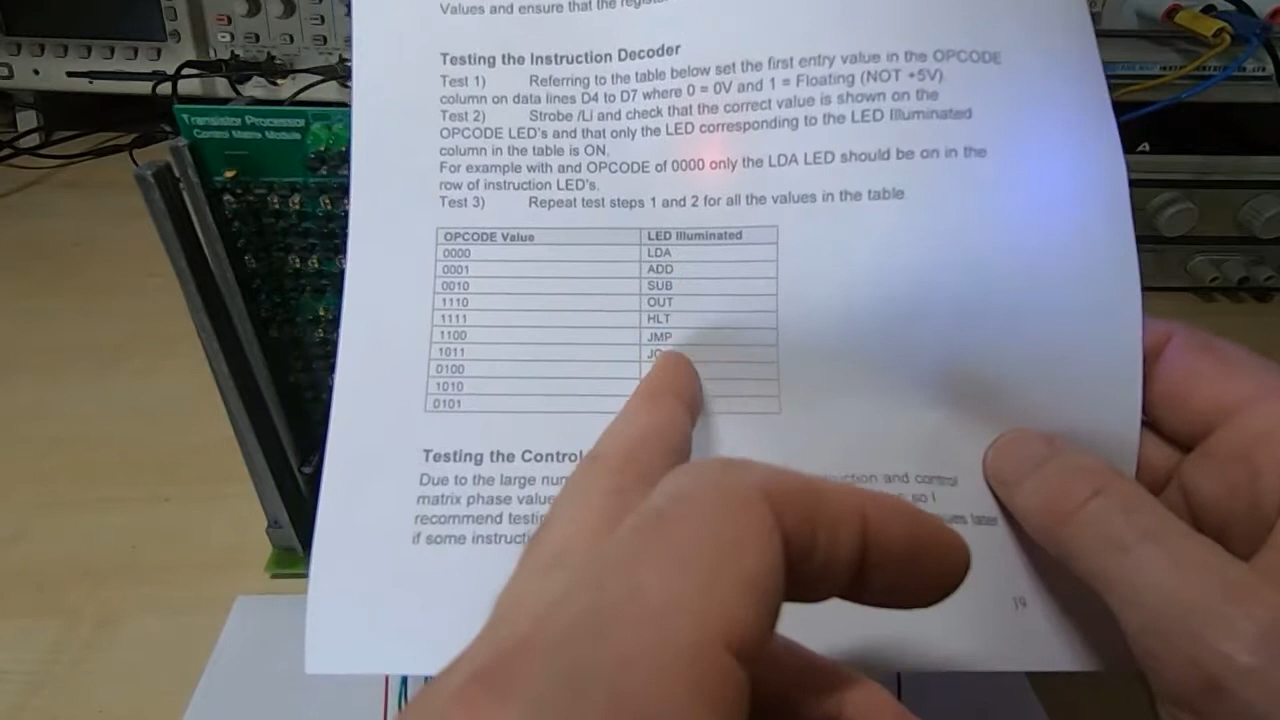 Values and ensure that the
Testing the Instruction Decoder
Test 1) Referring to the table below set the first entry value in the OPCODE
column on data lines D4 to D7 where 0 = 0V and 1 = Floating (NOT +5V)
Test 2) Strobe /Li and check that the correct value is shown on the
OPCODE LED's and that only the LED corresponding to the LED Illuminated
column in the table is ON.
For example with and OPCODE of 0000 only the LDA LED should be on in the
row of instruction LED's.
Test 3) Repeat test steps 1 and 2 for all the values in the table
OPCODE Value LED Illuminated
0000 LDA
0001 ADD
0010 SUB
1110 OUT
1111 HLT
1100 JMP
1011
0100
1010
0101
Testing the Control
Due to the large and control
matrix phase so I
recommend later
if some
19
Transistor Processor
Control Matrix Module